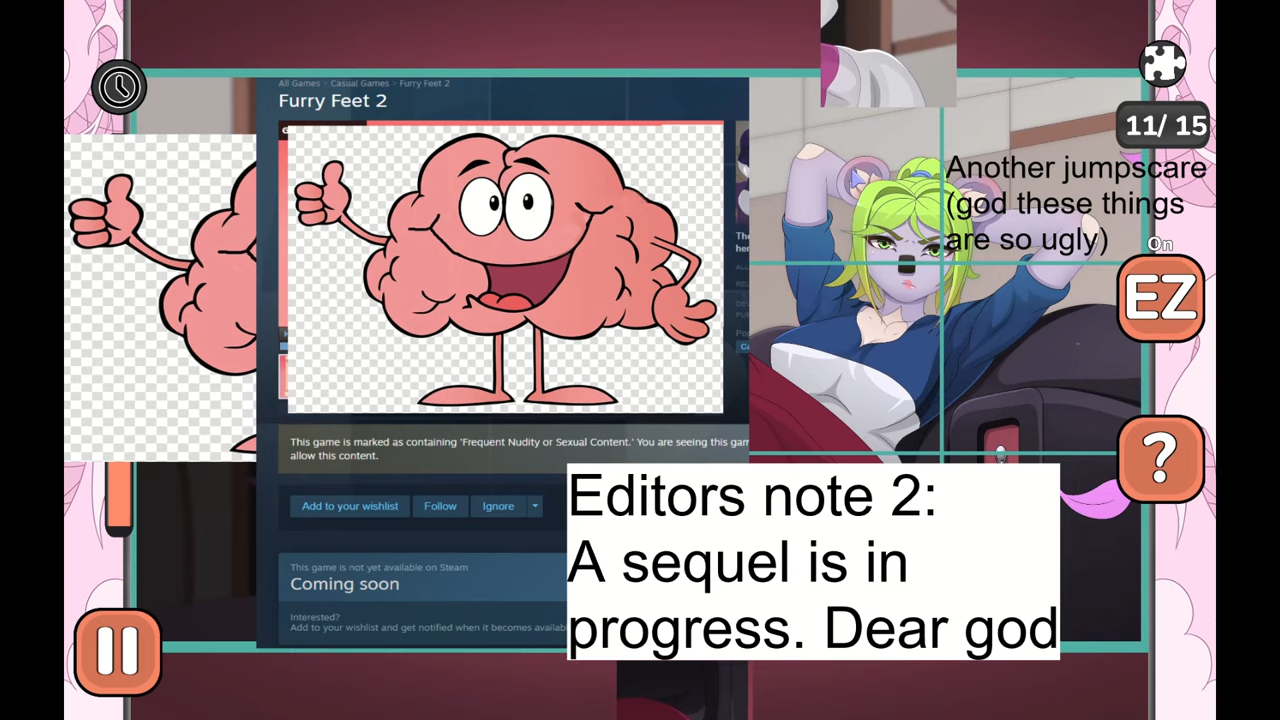 All Games > Casual Games > Furry Feet 2
Furry Feet 2
11/ 15
Another jumpscare
(god these things
are so ugly)
On
EZ
?
This game is marked as containing 'Frequent Nudity or Sexual Content.' You are seeing this
allow this content.
Add to your wishlist
Follow
Ignore
Editors note 2:
A sequel is in
progress. Dear god
This game is not yet available on Steam
Coming soon
Interested?
Add to your wishlist and get notified when it becomes